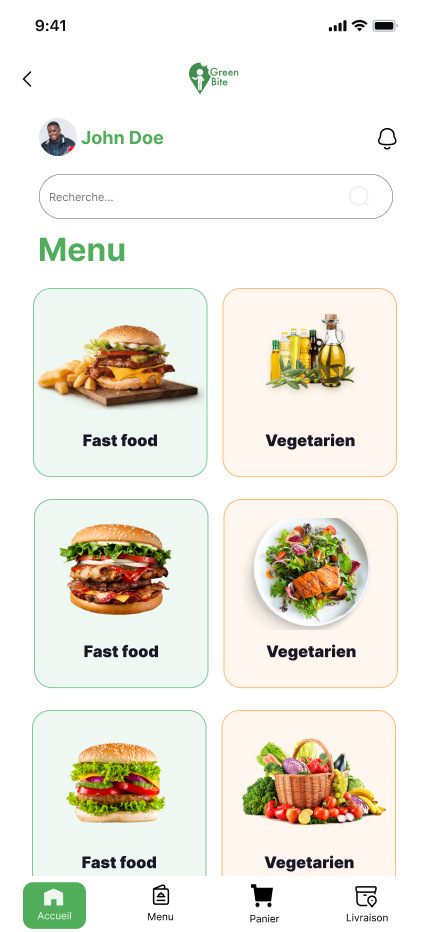 9:41
Green
Bite
John Doe
Recherche...
Menu
Fast food
Vegetarien
Fast food
Vegetarien
Fast food
Vegetarien
Accueil
Menu
Panier
Livraison